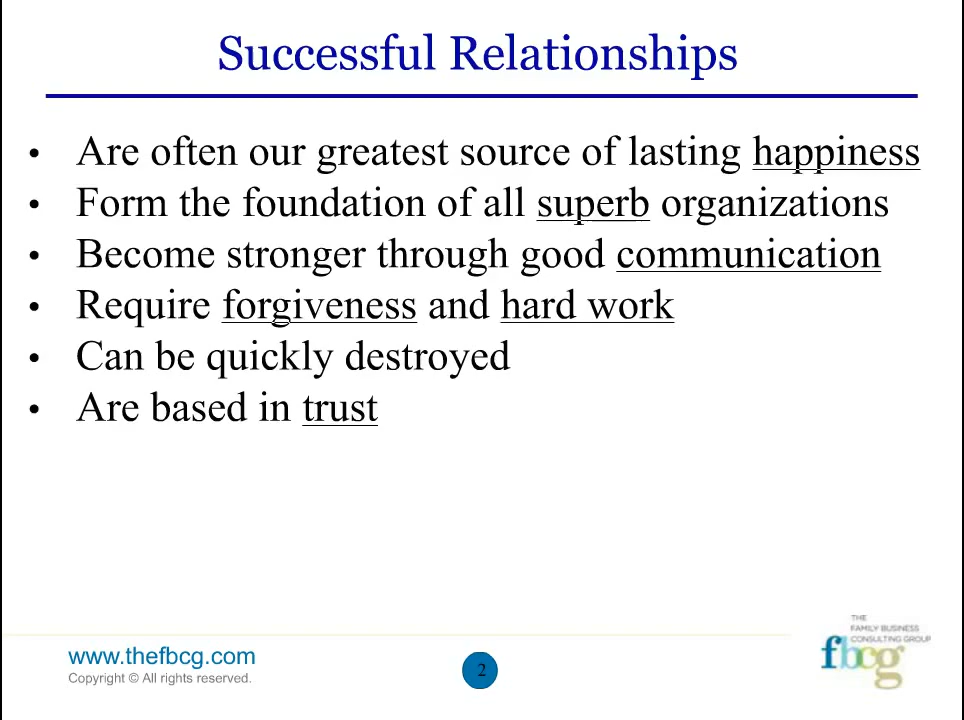 Successful Relationships
• Are often our greatest source of lasting happiness
• Form the foundation of all superb organizations
• Become stronger through good communication
• Require forgiveness and hard work
• Can be quickly destroyed
• Are based in trust
THE
FAMILY BUSINESS
CONSULTING GROUP
fbcg
www.thefbcg.com
Copyright © All rights reserved.
2